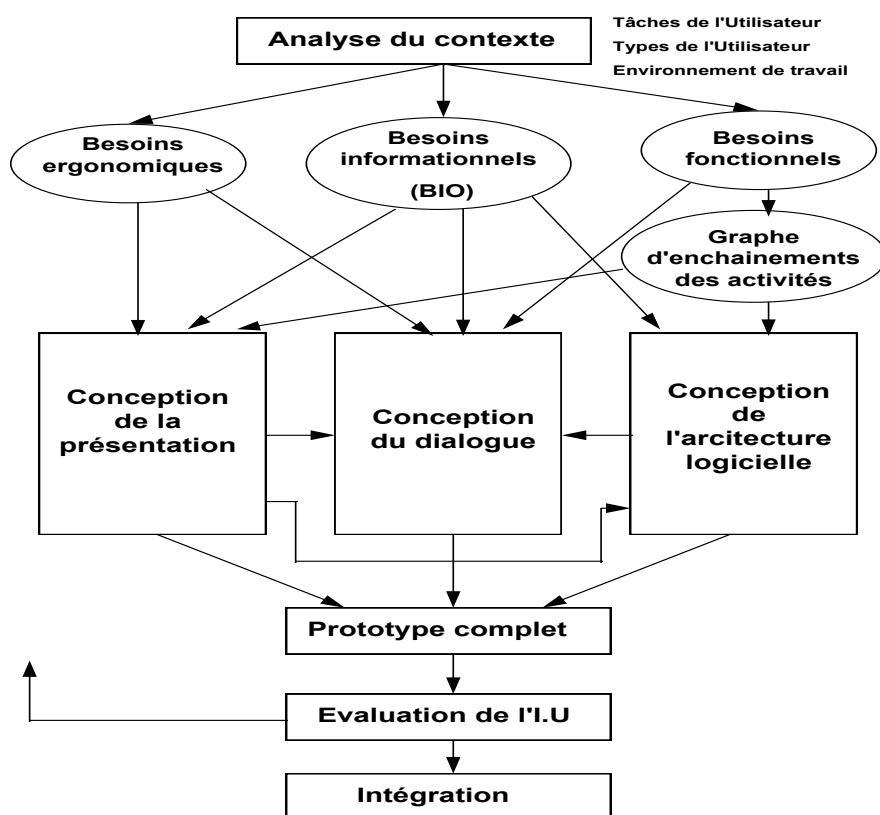 Analyse du contexte
Tâches de l'Utilisateur
Types de l'Utilisateur
Environnement de travail
Besoins
ergonomiques
Besoins
informationnels
(BIO)
Besoins
fonctionnels
Graphe
d'enchainements
des activités
Conception
de la
présentation
Conception
du dialogue
Conception
de
l'arcitecture
logicielle
Prototype complet
Evaluation de l'I.U
Intégration